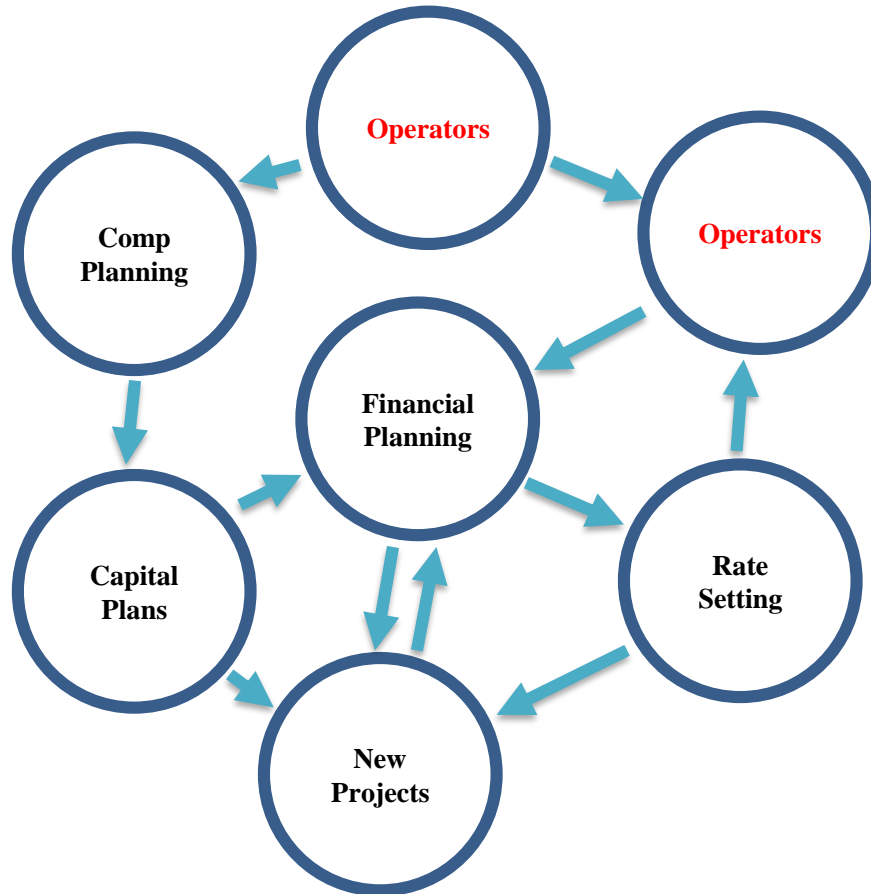 Operators
Operators
Comp
Planning
Financial
Planning
Capital
Plans
Rate
Setting
New
Projects